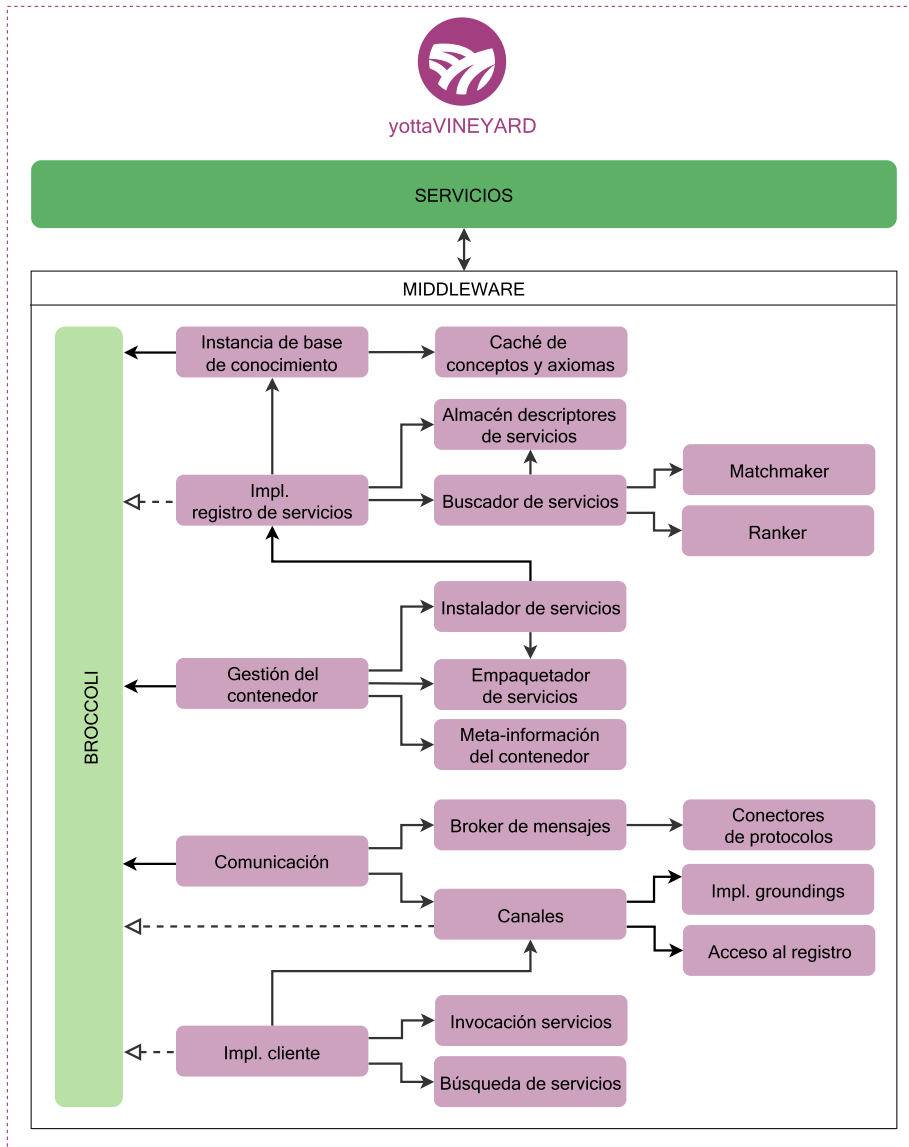 yottaVINEYARD
SERVICIOS
MIDDLEWARE
BROCCOLI
Instancia de base
de conocimiento
Caché de
conceptos y axiomas
Almacén descriptores
de servicios
Impl.
registro de servicios
Buscador de servicios
Matchmaker
Ranker
Instalador de servicios
Gestión del
contenedor
Empaquetador
de servicios
Meta-información
del contenedor
Comunicación
Broker de mensajes
Conectores
de protocolos
Canales
Impl. groundings
Acceso al registro
Impl. cliente
Invocación servicios
Búsqueda de servicios